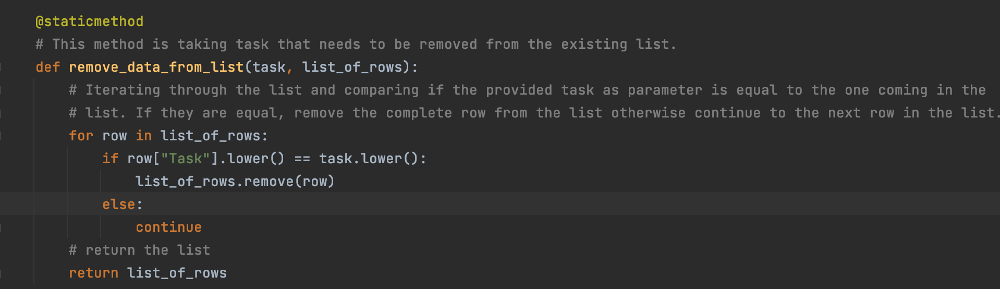 @staticmethod
# This method is taking task that needs to be removed from the existing list.
def remove_data_from_list(task, list_of_rows):
    # Iterating through the list and comparing if the provided task as parameter is equal to the one coming in the
    # list. If they are equal, remove the complete row from the list otherwise continue to the next row in the list.
    for row in list_of_rows:
        if row["Task"].lower() == task.lower():
            list_of_rows.remove(row)
        else:
            continue
    # return the list
    return list_of_rows